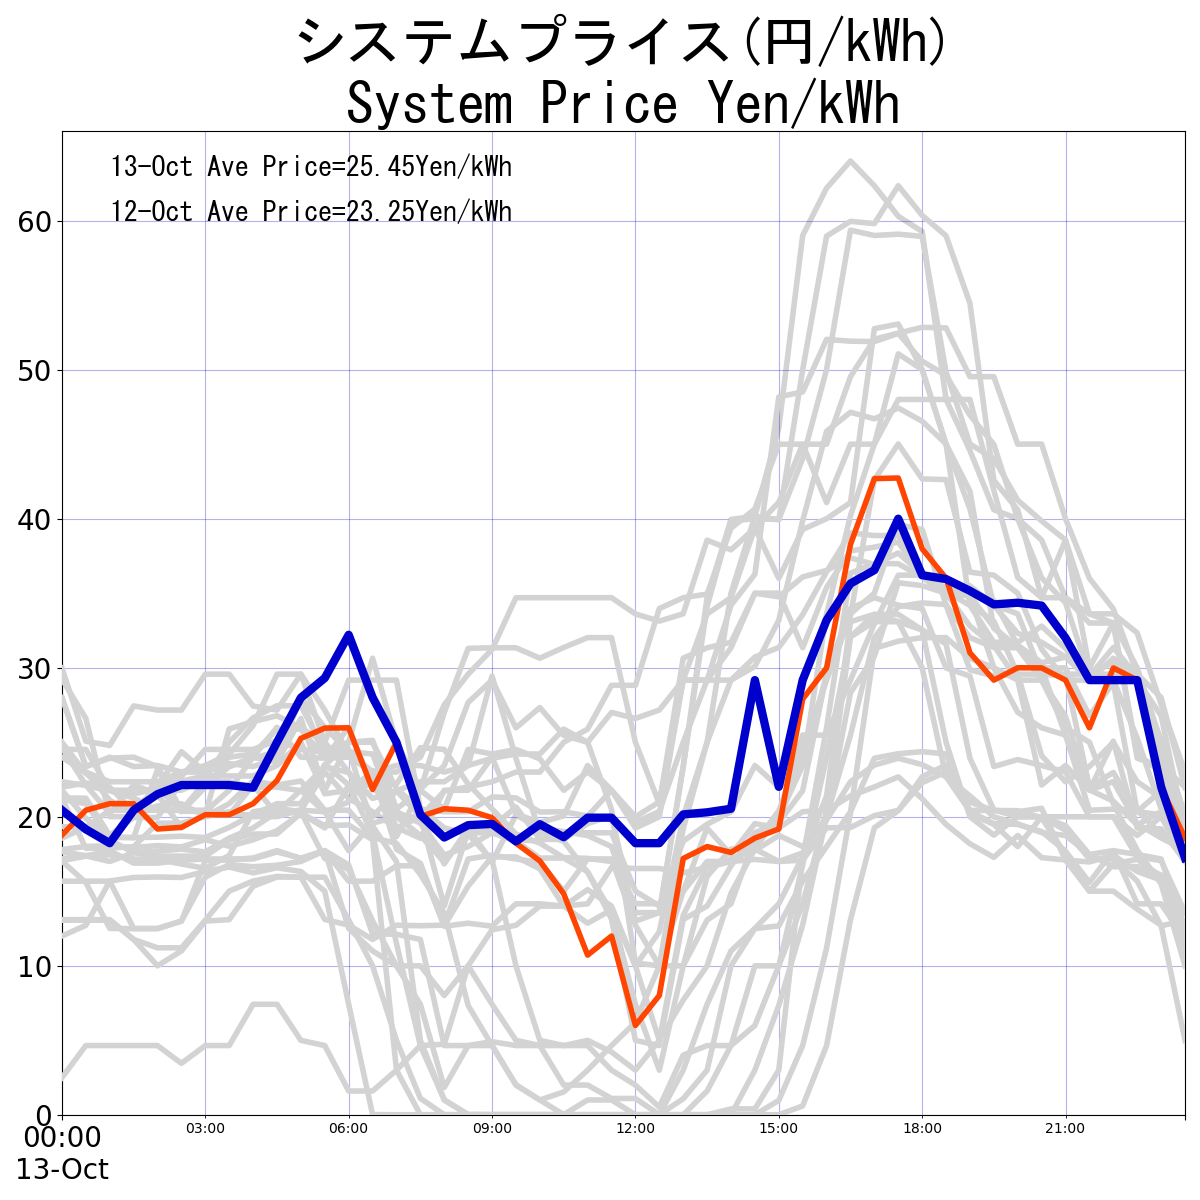 システムプライス(円/kWh)
System Price Yen/kWh
13-Oct Ave Price=25.45Yen/kWh
12-Oct Ave Price=23.25Yen/kWh
60
50
40
30
20
10
0
00:00 03:00 06:00 09:00 12:00 15:00 18:00 21:00
13-Oct